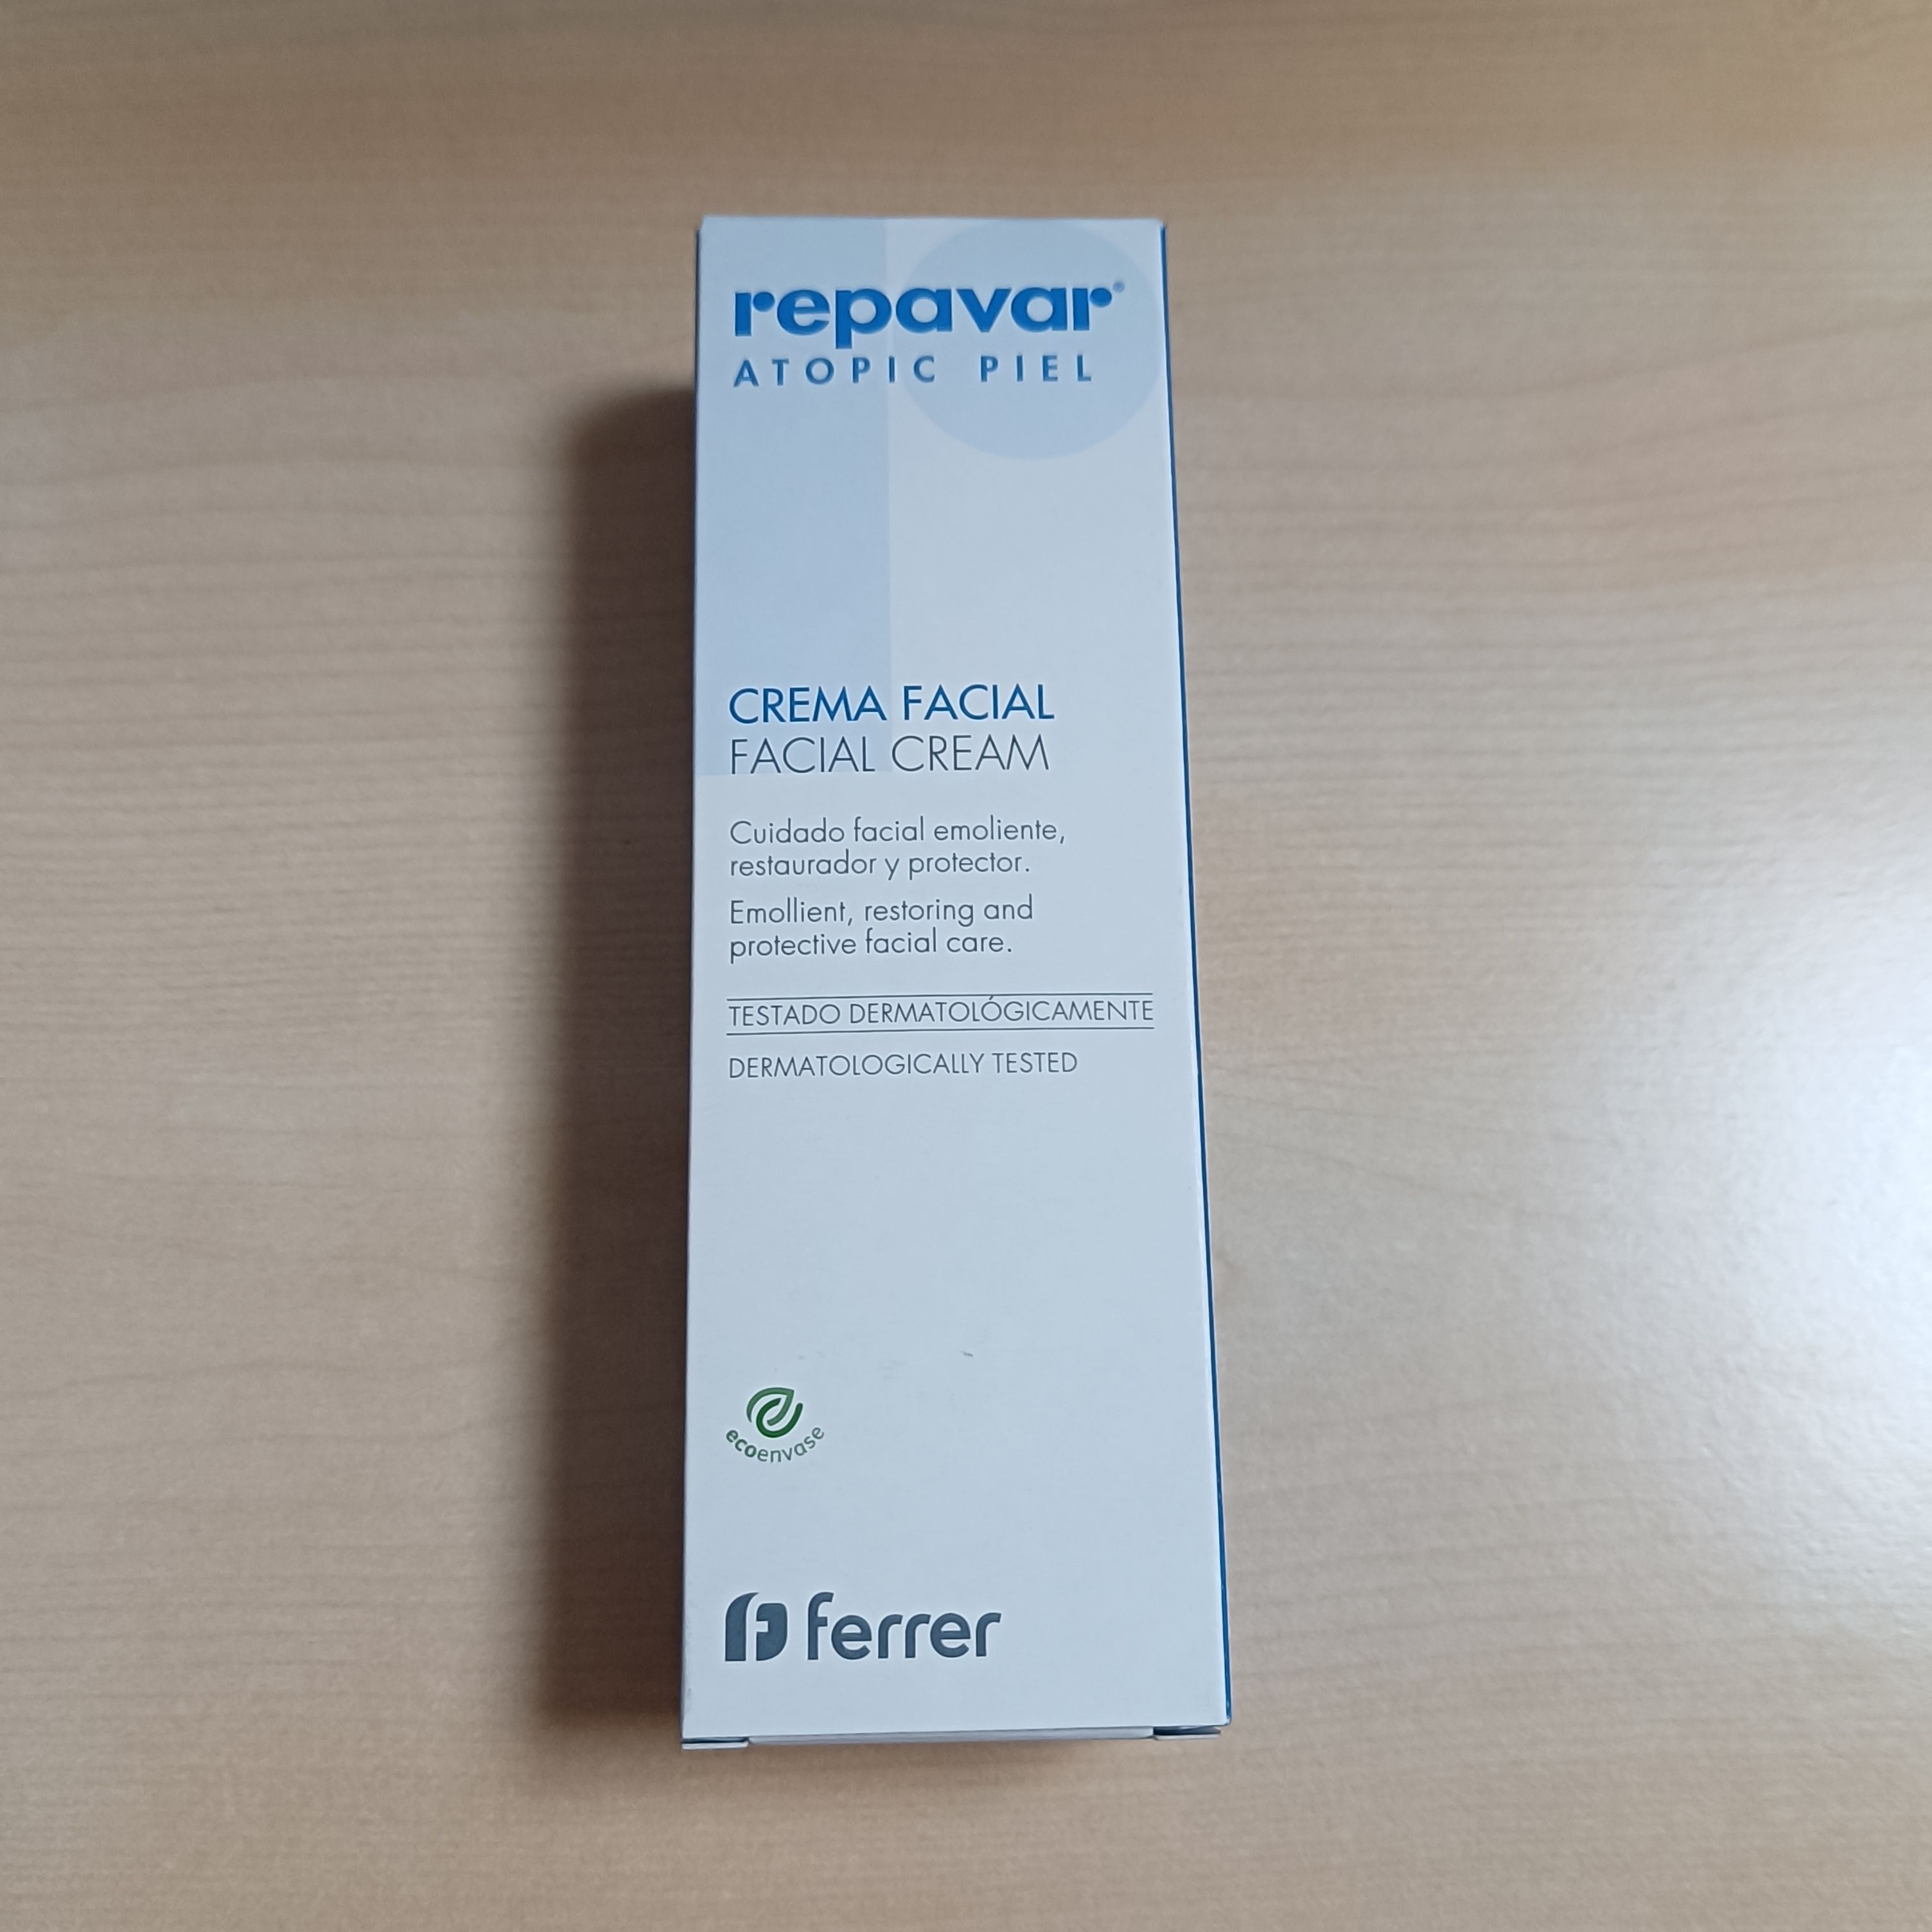 repavar®
ATOPIC PIEL
CREMA FACIAL
FACIAL CREAM
Cuidado facial emoliente,
restaurador y protector.
Emollient, restoring and
protective facial care.
TESTADO DERMATOLÓGICAMENTE
DERMATOLOGICALLY TESTED
ecoenvase
ferrer